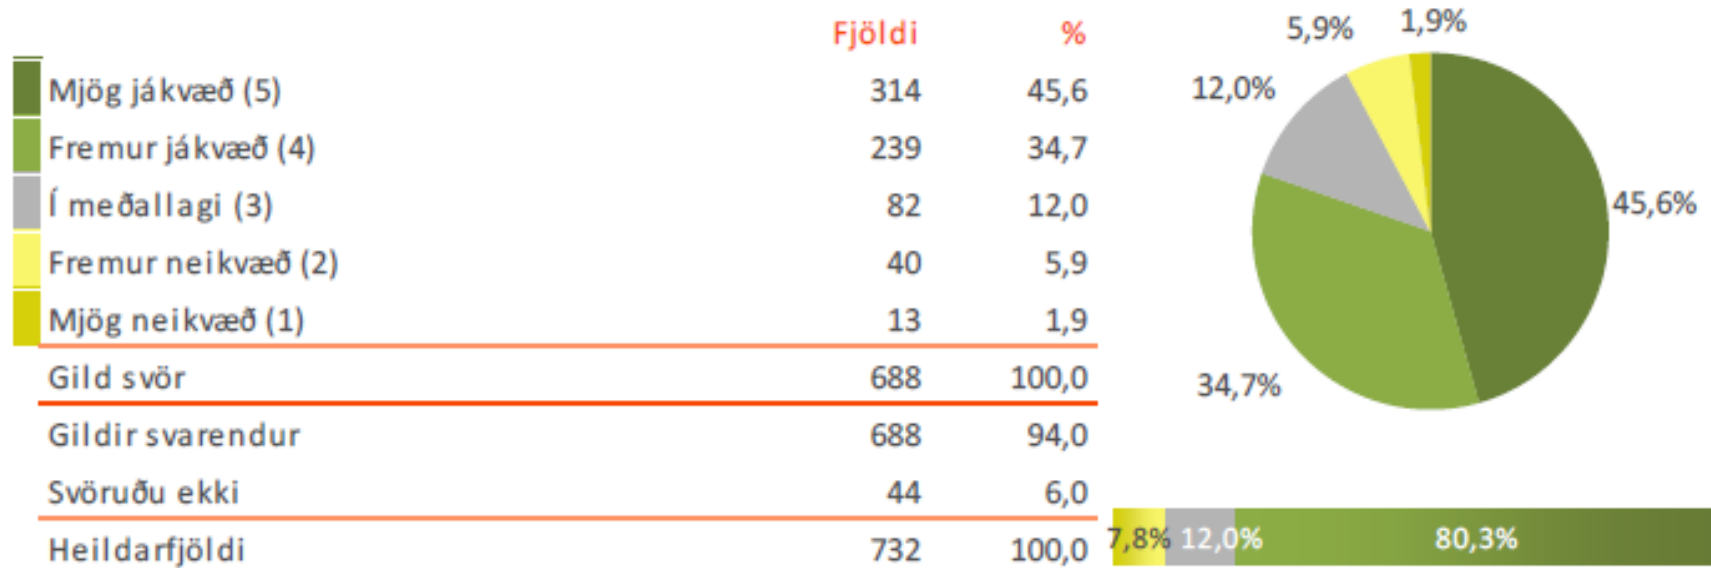 Fjöldi %
Mjög jákvæð (5) 314 45,6
Fremur jákvæð (4) 239 34,7
Í meðallagi (3) 82 12,0
Fremur neikvæð (2) 40 5,9
Mjög neikvæð (1) 13 1,9
Gild svör 688 100,0
Gildir svarendur 688 94,0
Svöruðu ekki 44 6,0
Heildarfjöldi 732 100,0
5,9% 1,9%
12,0%
45,6%
34,7%
7,8% 12,0% 80,3%